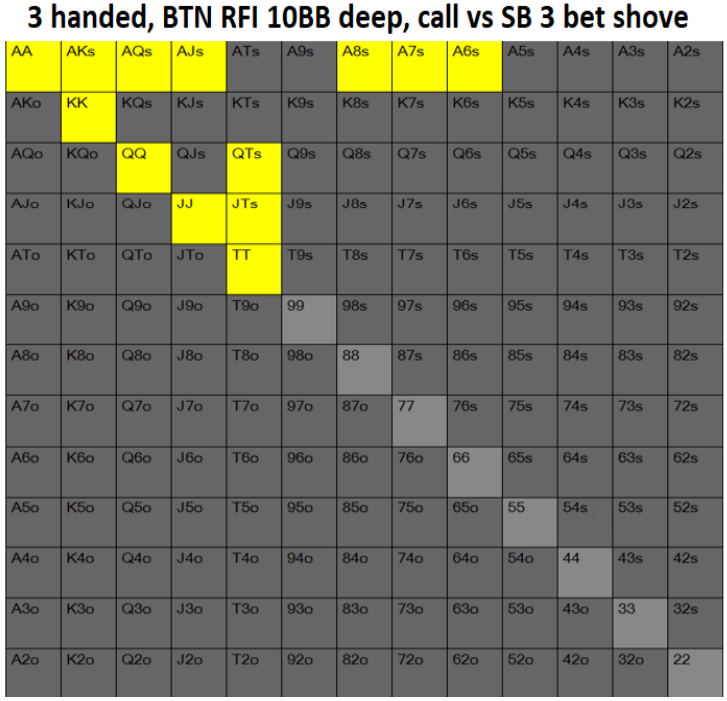 3 handed, BTN RFI 10BB deep, call vs SB 3 bet shove
AA AKs AQs AJs ATs A9s A8s A7s A6s A5s A4s A3s A2s
AKo KK KQs KJs KTs K9s K8s K7s K6s K5s K4s K3s K2s
AQo KQo QQ QJs QTs Q9s Q8s Q7s Q6s Q5s Q4s Q3s Q2s
AJo KJo QJo JJ JTs J9s J8s J7s J6s J5s J4s J3s J2s
ATo KTo QTo JTo TT T9s T8s T7s T6s T5s T4s T3s T2s
A9o K9o Q9o J9o T9o 99 98s 97s 96s 95s 94s 93s 92s
A8o K8o Q8o J8o T8o 98o 88 87s 86s 85s 84s 83s 82s
A7o K7o Q7o J7o T7o 97o 87o 77 76s 75s 74s 73s 72s
A6o K6o Q6o J6o T6o 96o 86o 76o 66 65s 64s 63s 62s
A5o K5o Q5o J5o T5o 95o 85o 75o 65o 55 54s 53s 52s
A4o K4o Q4o J4o T4o 94o 84o 74o 64o 54o 44 43s 42s
A3o K3o Q3o J3o T3o 93o 83o 73o 63o 53o 43o 33 32s
A2o K2o Q2o J2o T2o 92o 82o 72o 62o 52o 42o 32o 22